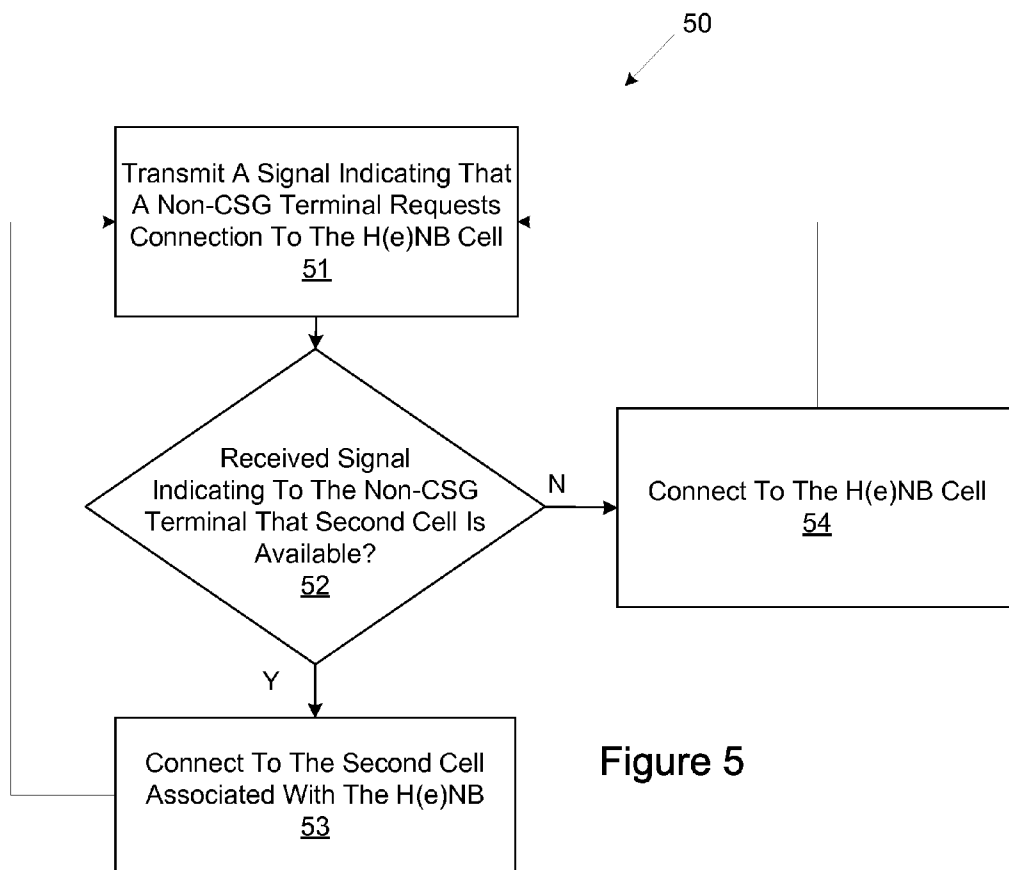 50
Transmit A Signal Indicating That
A Non-CSG Terminal Requests
Connection To The H(e)NB Cell
51
Received Signal
Indicating To The Non-CSG
Terminal That Second Cell Is
Available?
52
N
Connect To The H(e)NB Cell
54
Y
Connect To The Second Cell
Associated With The H(e)NB
53
Figure 5